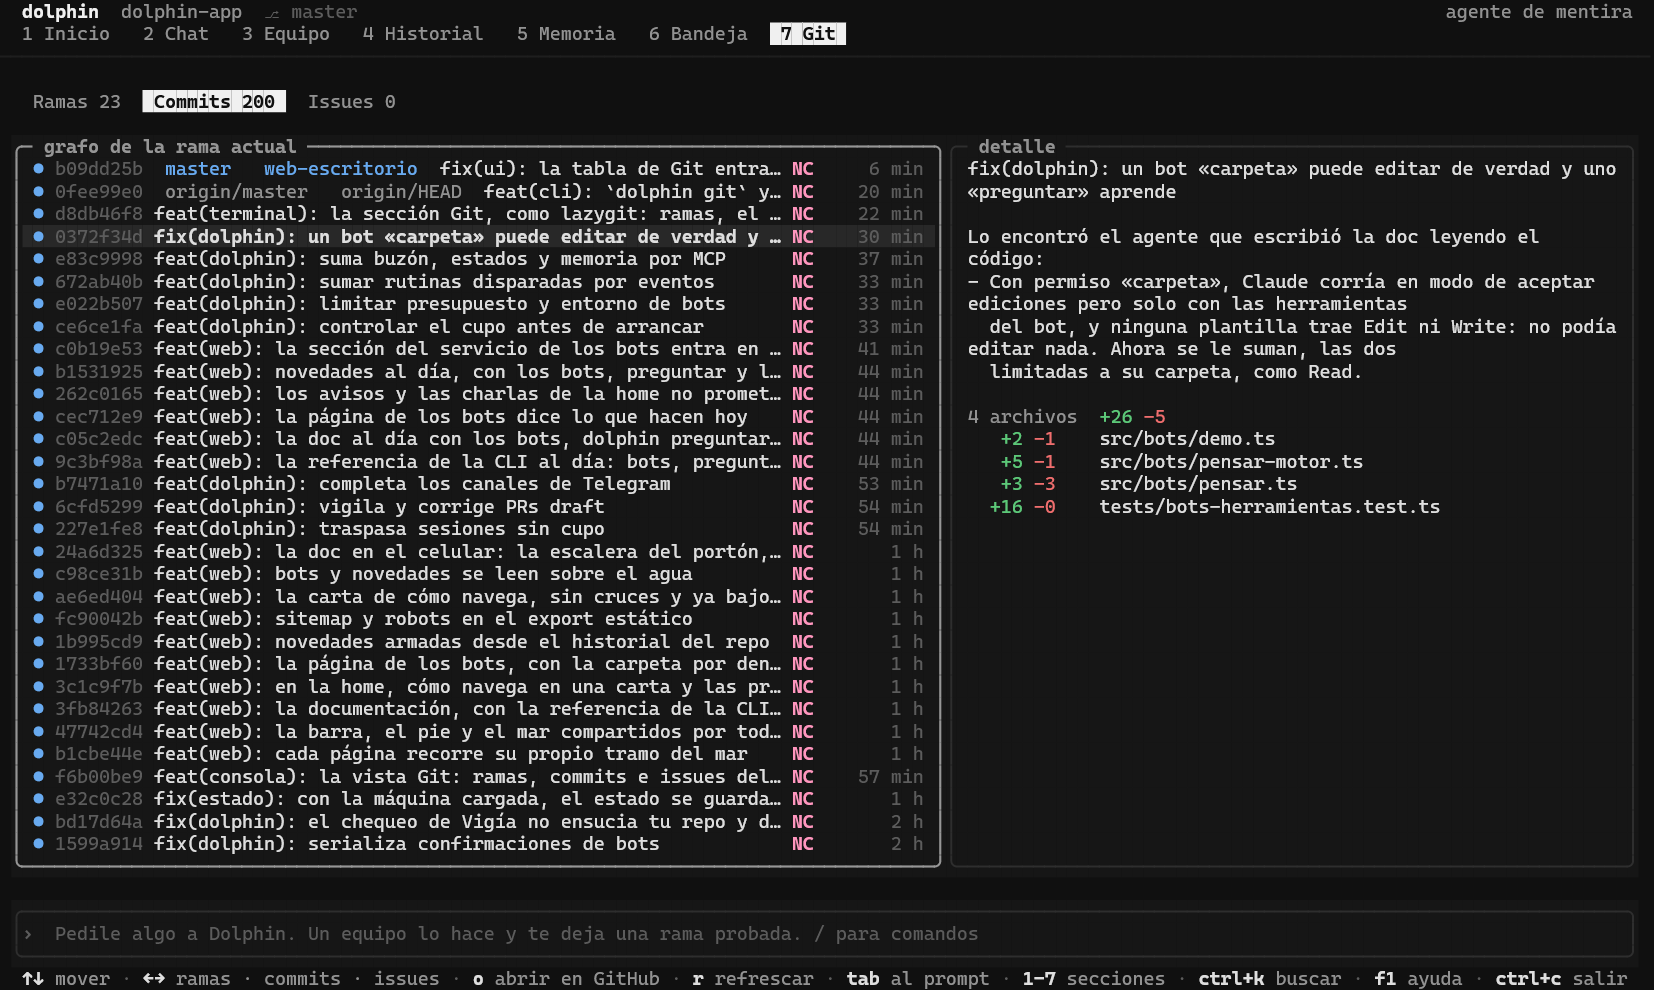 dolphin dolphin-app ⎇ master agente de mentira
1 Inicio 2 Chat 3 Equipo 4 Historial 5 Memoria 6 Bandeja 7 Git
Ramas 23 Commits 200 Issues 0
grafo de la rama actual
● b09dd25b master web-escritorio fix(ui): la tabla de Git entra… NC 6 min
● 0fee99e0 origin/master origin/HEAD feat(cli): `dolphin git` y… NC 20 min
● d8db46f8 feat(terminal): la sección Git, como lazygit: ramas, el … NC 22 min
● 0372f34d fix(dolphin): un bot «carpeta» puede editar de verdad y … NC 30 min
● e83c9998 feat(dolphin): suma buzón, estados y memoria por MCP NC 37 min
● 672ab40b feat(dolphin): sumar rutinas disparadas por eventos NC 33 min
● e022b507 feat(dolphin): limitar presupuesto y entorno de bots NC 33 min
● ce6ce1fa feat(dolphin): controlar el cupo antes de arrancar NC 33 min
● c0b19e53 feat(web): la sección del servicio de los bots entra en … NC 41 min
● b1531925 feat(web): novedades al día, con los bots, preguntar y l… NC 44 min
● 262c0165 feat(web): los avisos y las charlas de la home no promet… NC 44 min
● cec712e9 feat(web): la página de los bots dice lo que hacen hoy NC 44 min
● c05c2edc feat(web): la doc al día con los bots, dolphin preguntar… NC 44 min
● 9c3bf98a feat(web): la referencia de la CLI al día: bots, pregunt… NC 44 min
● b7471a10 feat(dolphin): completa los canales de Telegram NC 53 min
● 6cfd5299 feat(dolphin): vigila y corrige PRs draft NC 54 min
● 227e1fe8 feat(dolphin): traspasa sesiones sin cupo NC 54 min
● 24a6d325 feat(web): la doc en el celular: la escalera del portón,… NC 1 h
● c98ce31b feat(web): bots y novedades se leen sobre el agua NC 1 h
● ae6ed404 feat(web): la carta de cómo navega, sin cruces y ya bajo… NC 1 h
● fc90042b feat(web): sitemap y robots en el export estático NC 1 h
● 1b995cd9 feat(web): novedades armadas desde el historial del repo NC 1 h
● 1733bf60 feat(web): la página de los bots, con la carpeta por den… NC 1 h
● 3c1c9f7b feat(web): en la home, cómo navega en una carta y las pr… NC 1 h
● 3fb84263 feat(web): la documentación, con la referencia de la CLI… NC 1 h
● 47742cd4 feat(web): la barra, el pie y el mar compartidos por tod… NC 1 h
● b1cbe44e feat(web): cada página recorre su propio tramo del mar NC 1 h
● f6b00be9 feat(consola): la vista Git: ramas, commits e issues del… NC 57 min
● e32c0c28 fix(estado): con la máquina cargada, el estado se guarda… NC 1 h
● bd17d64a fix(dolphin): el chequeo de Vigía no ensucia tu repo y d… NC 2 h
● 1599a914 fix(dolphin): serializa confirmaciones de bots NC 2 h
detalle
fix(dolphin): un bot «carpeta» puede editar de verdad y uno
«preguntar» aprende
Lo encontró el agente que escribió la doc leyendo el
código:
- Con permiso «carpeta», Claude corría en modo de aceptar
ediciones pero solo con las herramientas
del bot, y ninguna plantilla trae Edit ni Write: no podía
editar nada. Ahora se le suman, las dos
limitadas a su carpeta, como Read.
4 archivos +26 -5
+2 -1 src/bots/demo.ts
+5 -1 src/bots/pensar-motor.ts
+3 -3 src/bots/pensar.ts
+16 -0 tests/bots-herramientas.test.ts
› Pedile algo a Dolphin. Un equipo lo hace y te deja una rama probada. / para comandos
↑↓ mover · ←→ ramas · commits · issues · o abrir en GitHub · r refrescar · tab al prompt · 1-7 secciones · ctrl+k buscar · f1 ayuda · ctrl+c salir